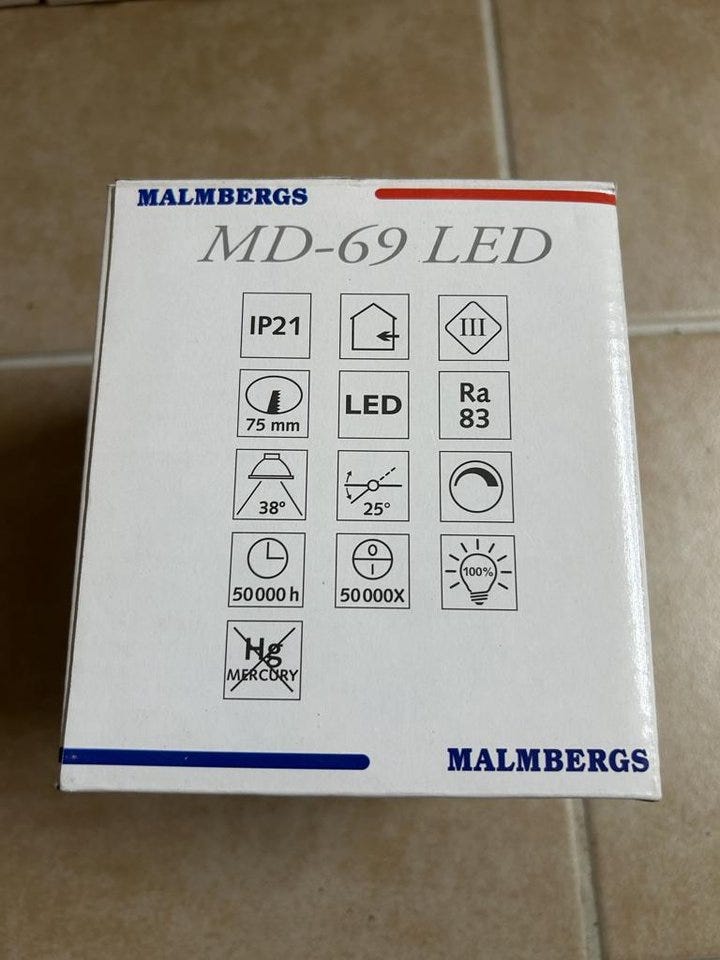 MALMBERGS
MD-69 LED
IP21
III
75 mm
LED
Ra
83
38°
25°
50000 h
0
I
50000X
100%
Hg
MERCURY
MALMBERGS